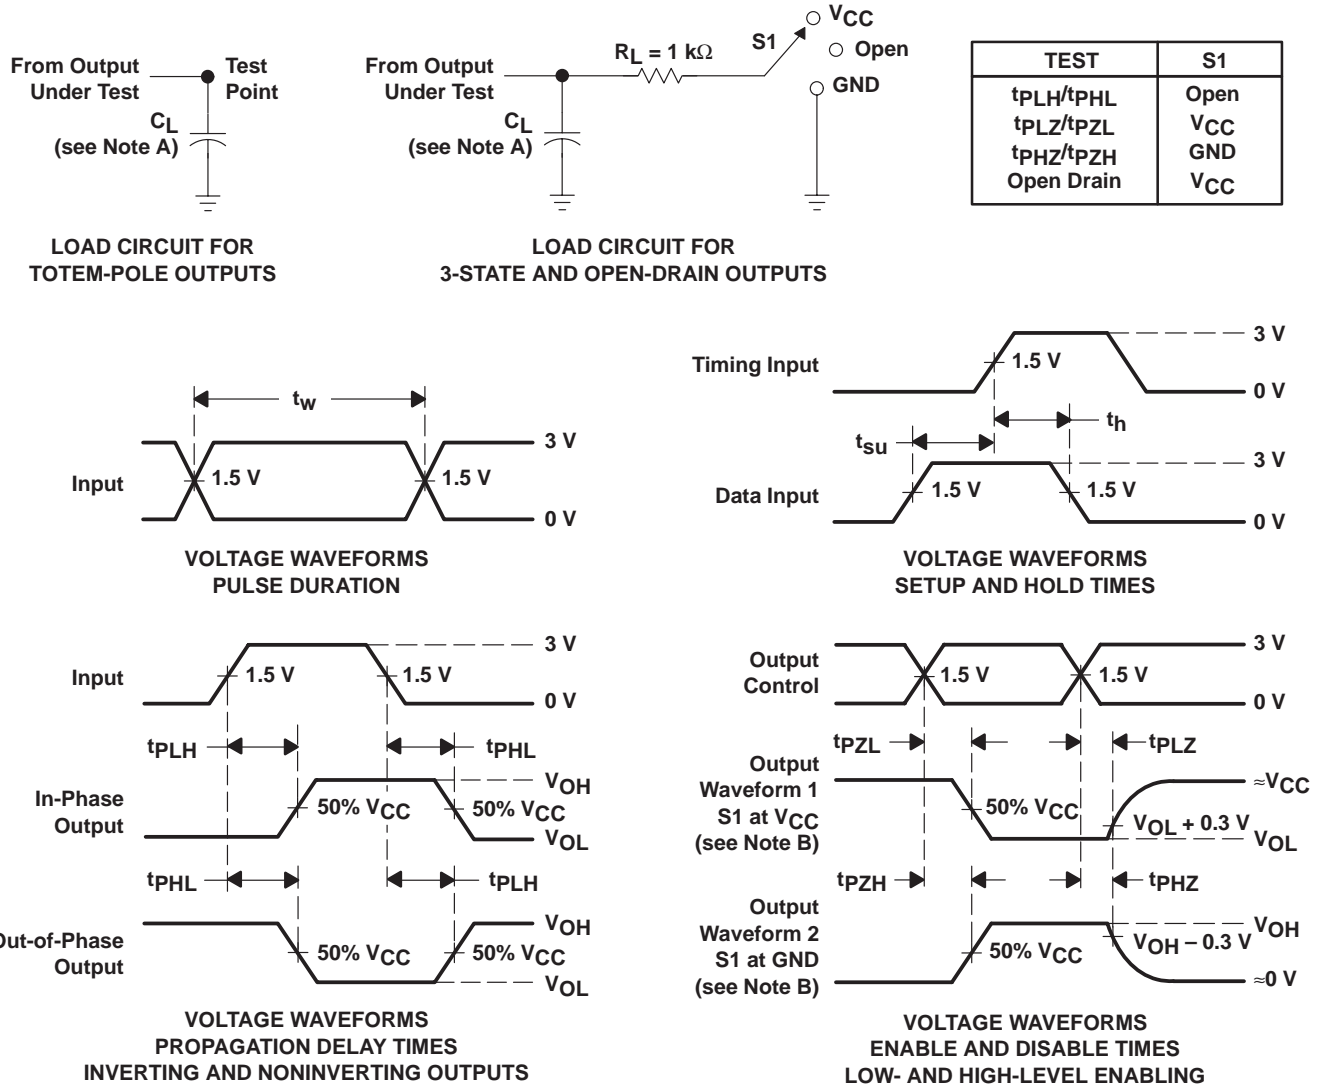 From Output
Under Test
Test
Point
CL
(see Note A)
LOAD CIRCUIT FOR
TOTEM-POLE OUTPUTS
From Output
Under Test
RL = 1 kΩ
S1
VCC
Open
GND
CL
(see Note A)
LOAD CIRCUIT FOR
3-STATE AND OPEN-DRAIN OUTPUTS
TEST S1
tPLH/tPHL Open
tPLZ/tPZL VCC
tPHZ/tPZH GND
Open Drain VCC
tw
Input
1.5 V
1.5 V
3 V
0 V
VOLTAGE WAVEFORMS
PULSE DURATION
Timing Input
1.5 V
3 V
0 V
tsu
th
Data Input
1.5 V
1.5 V
3 V
0 V
VOLTAGE WAVEFORMS
SETUP AND HOLD TIMES
Input
1.5 V
1.5 V
3 V
0 V
tPLH
tPHL
In-Phase
Output
50% VCC
50% VCC
VOH
VOL
tPHL
tPLH
Out-of-Phase
Output
50% VCC
50% VCC
VOH
VOL
VOLTAGE WAVEFORMS
PROPAGATION DELAY TIMES
INVERTING AND NONINVERTING OUTPUTS
Output
Control
1.5 V
1.5 V
3 V
0 V
tPZL
tPLZ
Output
Waveform 1
S1 at VCC
(see Note B)
50% VCC
VOL + 0.3 V
≈VCC
VOL
tPZH
tPHZ
Output
Waveform 2
S1 at GND
(see Note B)
50% VCC
VOH − 0.3 V
VOH
≈0 V
VOLTAGE WAVEFORMS
ENABLE AND DISABLE TIMES
LOW- AND HIGH-LEVEL ENABLING